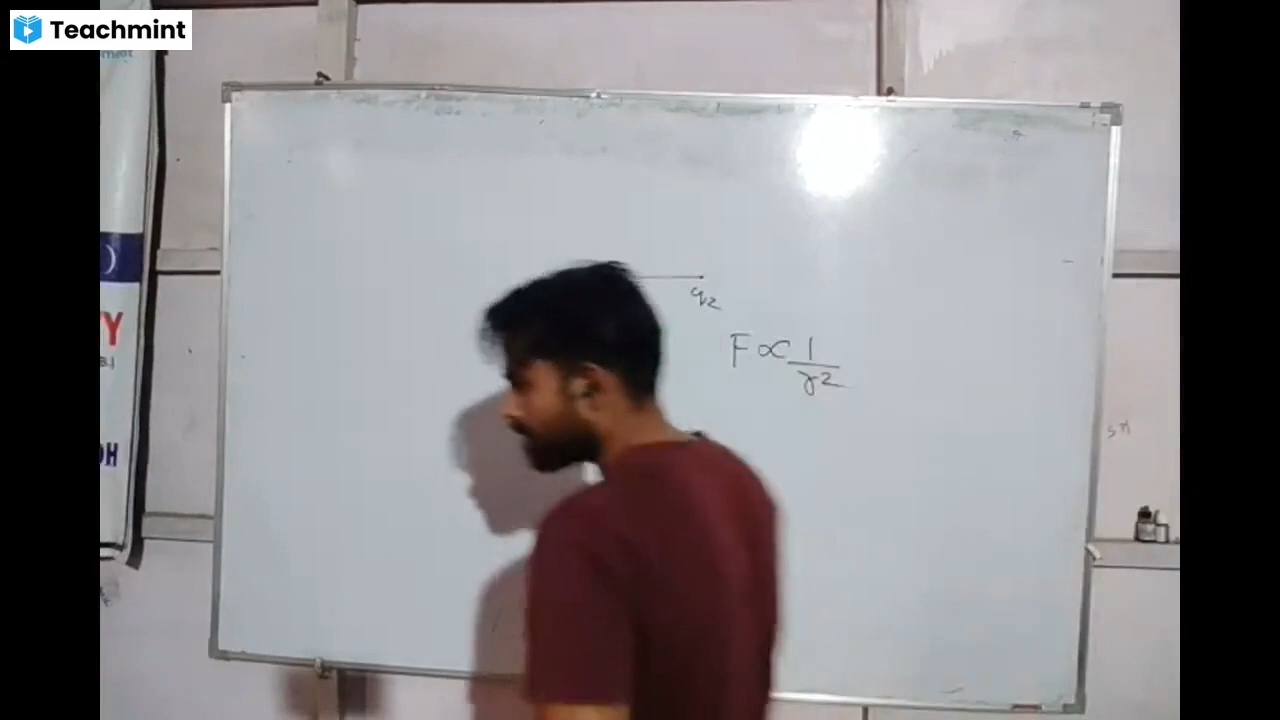 Teachmint
q2
F ∝ 1/r2